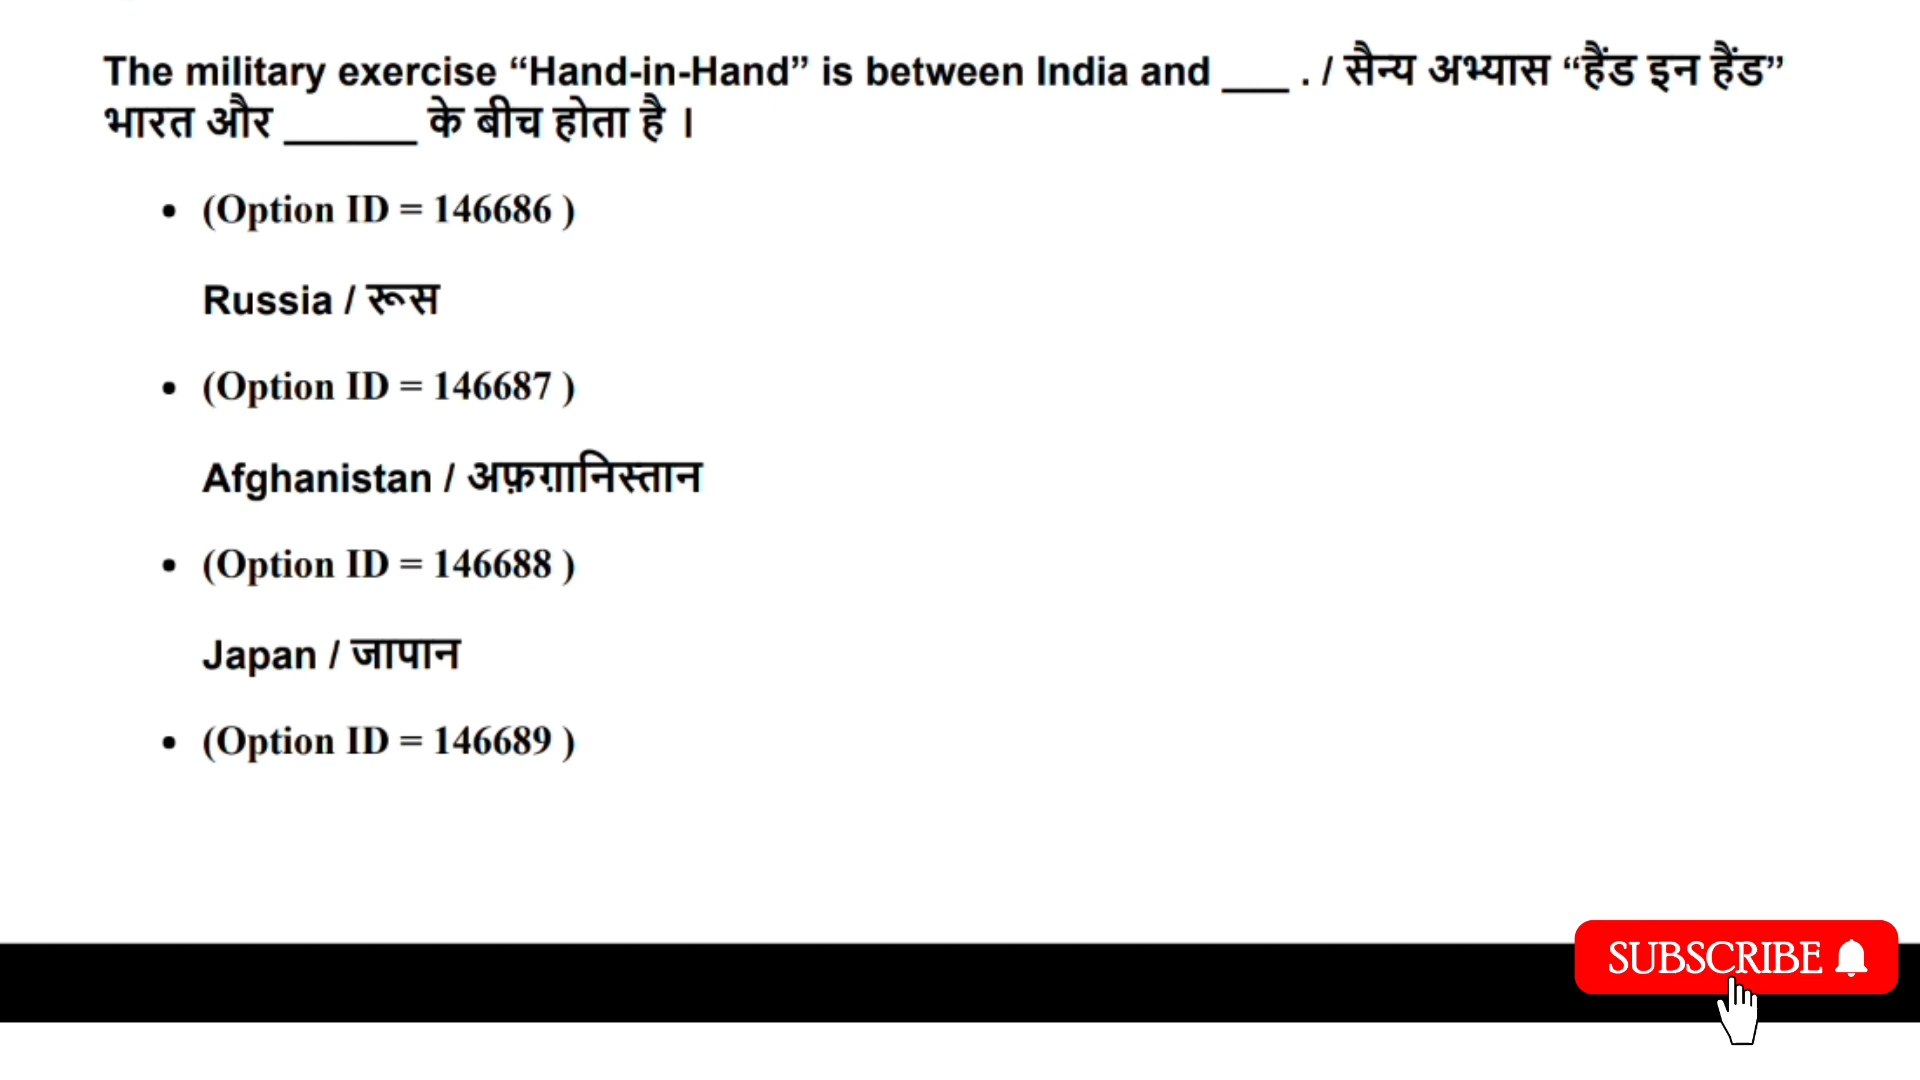 The military exercise “Hand-in-Hand” is between India and ___ . / सैन्य अभ्यास “हैंड इन हैंड”
भारत और ______ के बीच होता है ।
• (Option ID = 146686 )
Russia / रूस
• (Option ID = 146687 )
Afghanistan / अफ़ग़ानिस्तान
• (Option ID = 146688 )
Japan / जापान
• (Option ID = 146689 )
SUBSCRIBE